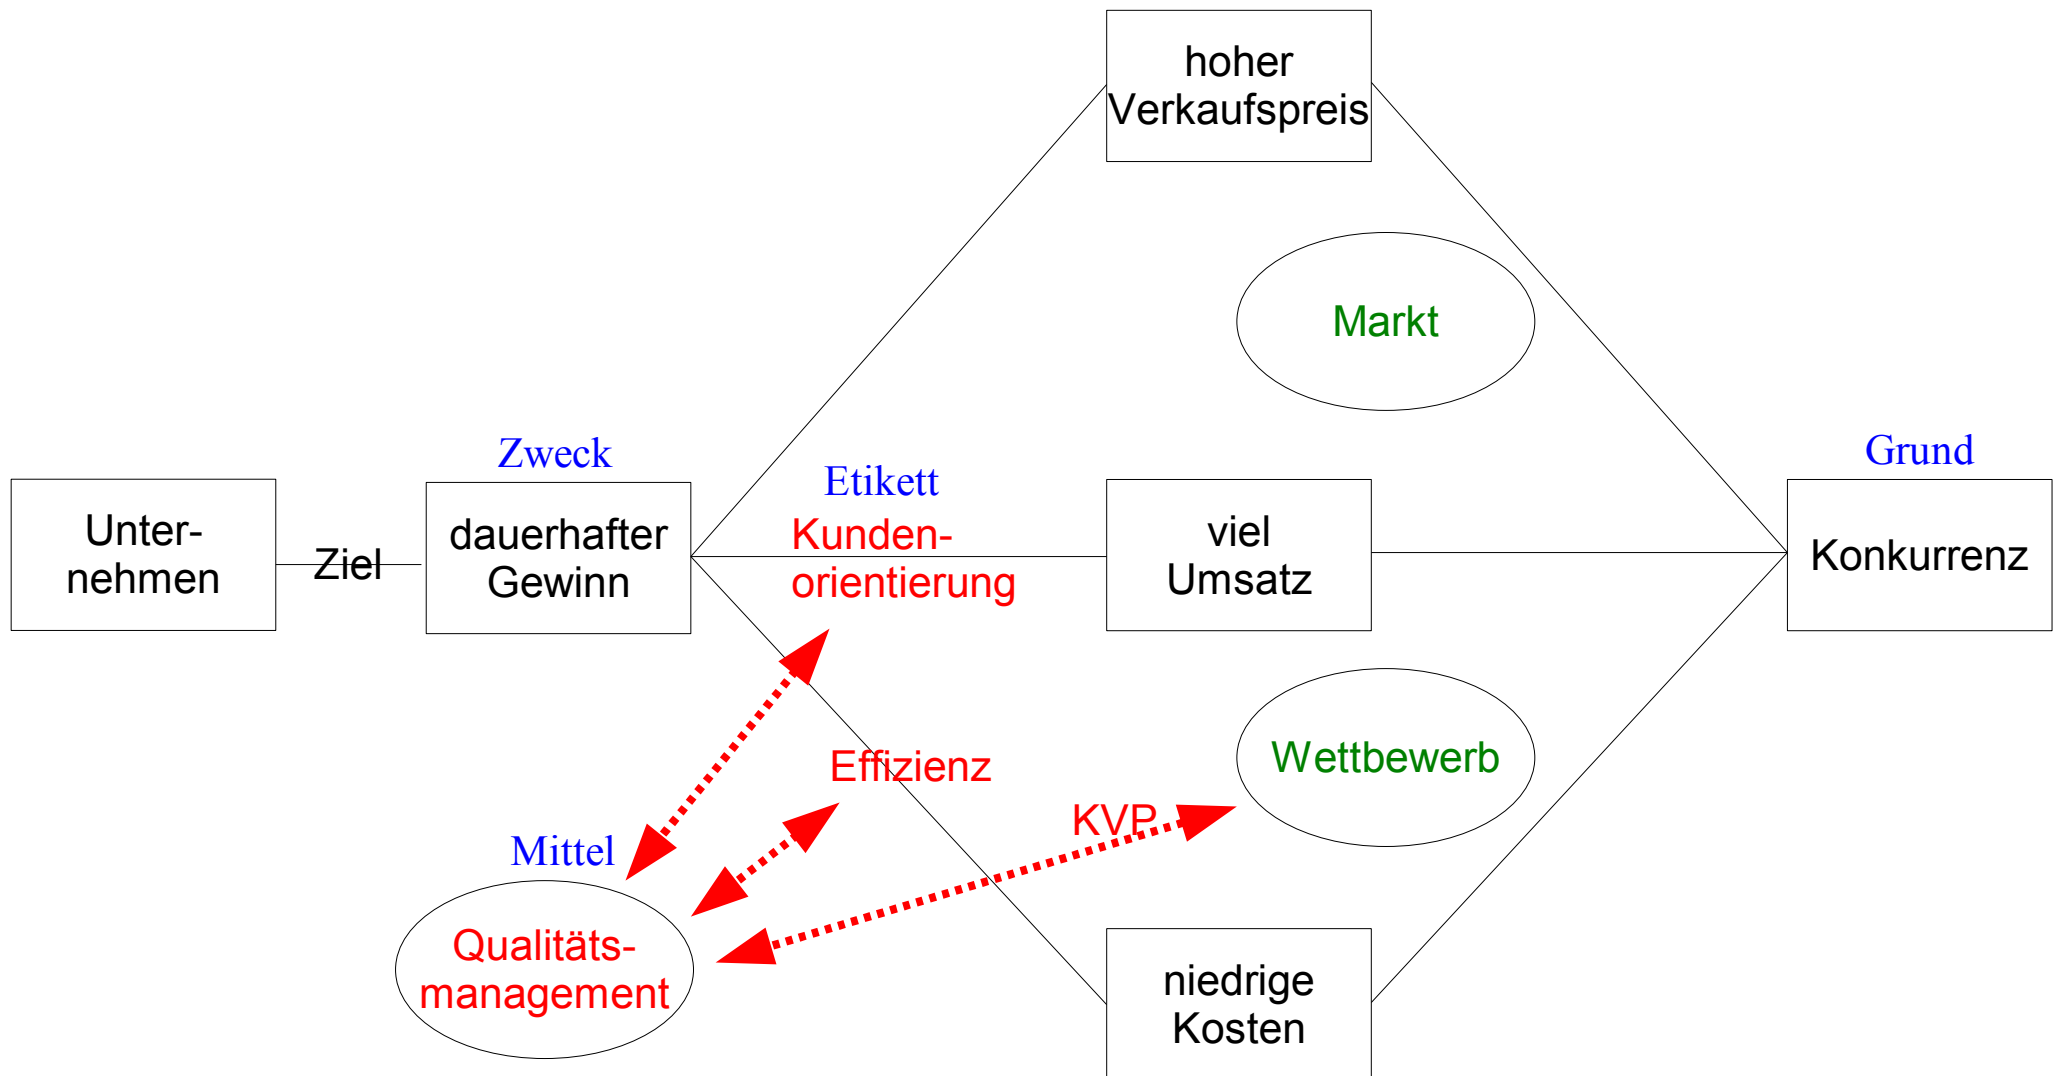 hoher
Verkaufspreis
Markt
Zweck
Grund
Etikett
Unter-
nehmen
Ziel
dauerhafter
Gewinn
Kunden-
orientierung
viel
Umsatz
Konkurrenz
Effizienz
Wettbewerb
KVP
Mittel
Qualitäts-
management
niedrige
Kosten